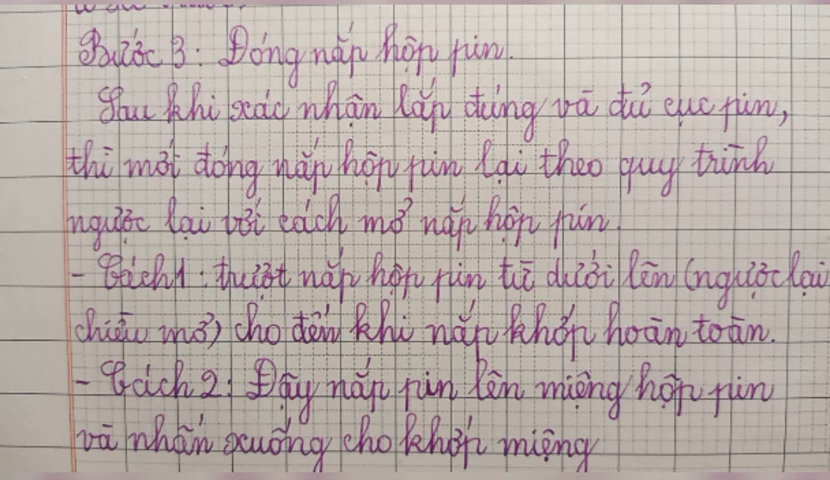 Bước 3: Đóng nắp hộp pin.
Sau khi xác nhận lắp đúng và đủ cục pin,
thì mới đóng nắp hộp pin lại theo quy trình
ngược lại với cách mở nắp hộp pin.
- Cách 1: trượt nắp hộp pin từ dưới lên (ngược lại
chiều mở) cho đến khi nắp khớp hoàn toàn.
- Cách 2: Đậy nắp pin lên miệng hộp pin
và nhấn xuống cho khớp miệng